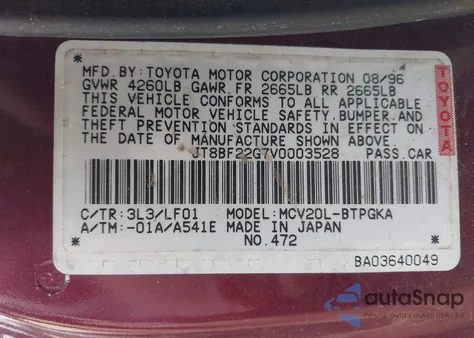 MFD. BY: TOYOTA MOTOR CORPORATION 08/96
GVWR 4260LB GAWR FR 2665LB RR 2665LB
THIS VEHICLE CONFORMS TO ALL APPLICABLE
FEDERAL MOTOR VEHICLE SAFETY, BUMPER, AND
THEFT PREVENTION STANDARDS IN EFFECT ON
THE DATE OF MANUFACTURE SHOWN ABOVE.
JT8BF22G7V0003528 PASS. CAR
TOYOTA
C/TR: 3L3/LF01 MODEL: MCV20L-BTPGKA
A/TM: -01A/A541E MADE IN JAPAN
* NO. 472 *
BA03640049
autoSnap